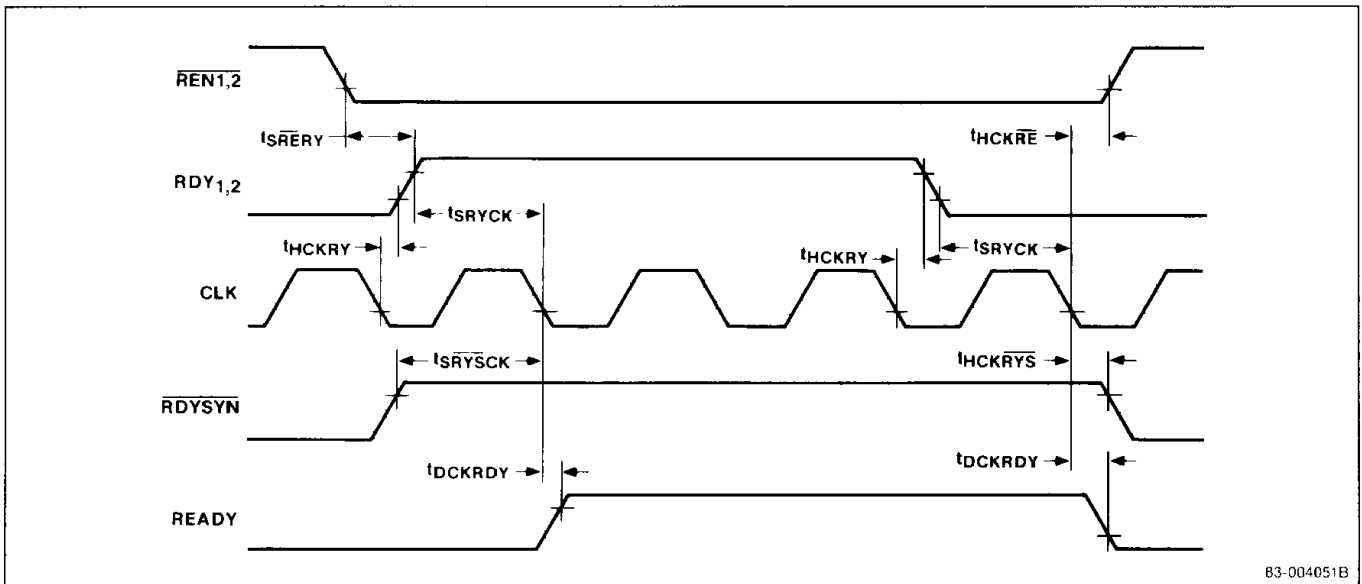 REN1,2
tSRERY
tHCKRE
RDY1,2
tSRYCK
tHCKRY
tHCKRY
tSRYCK
CLK
tSRYSCK
tHCKRYS
RDYSYN
tDCKRDY
tDCKRDY
READY
83-004051B